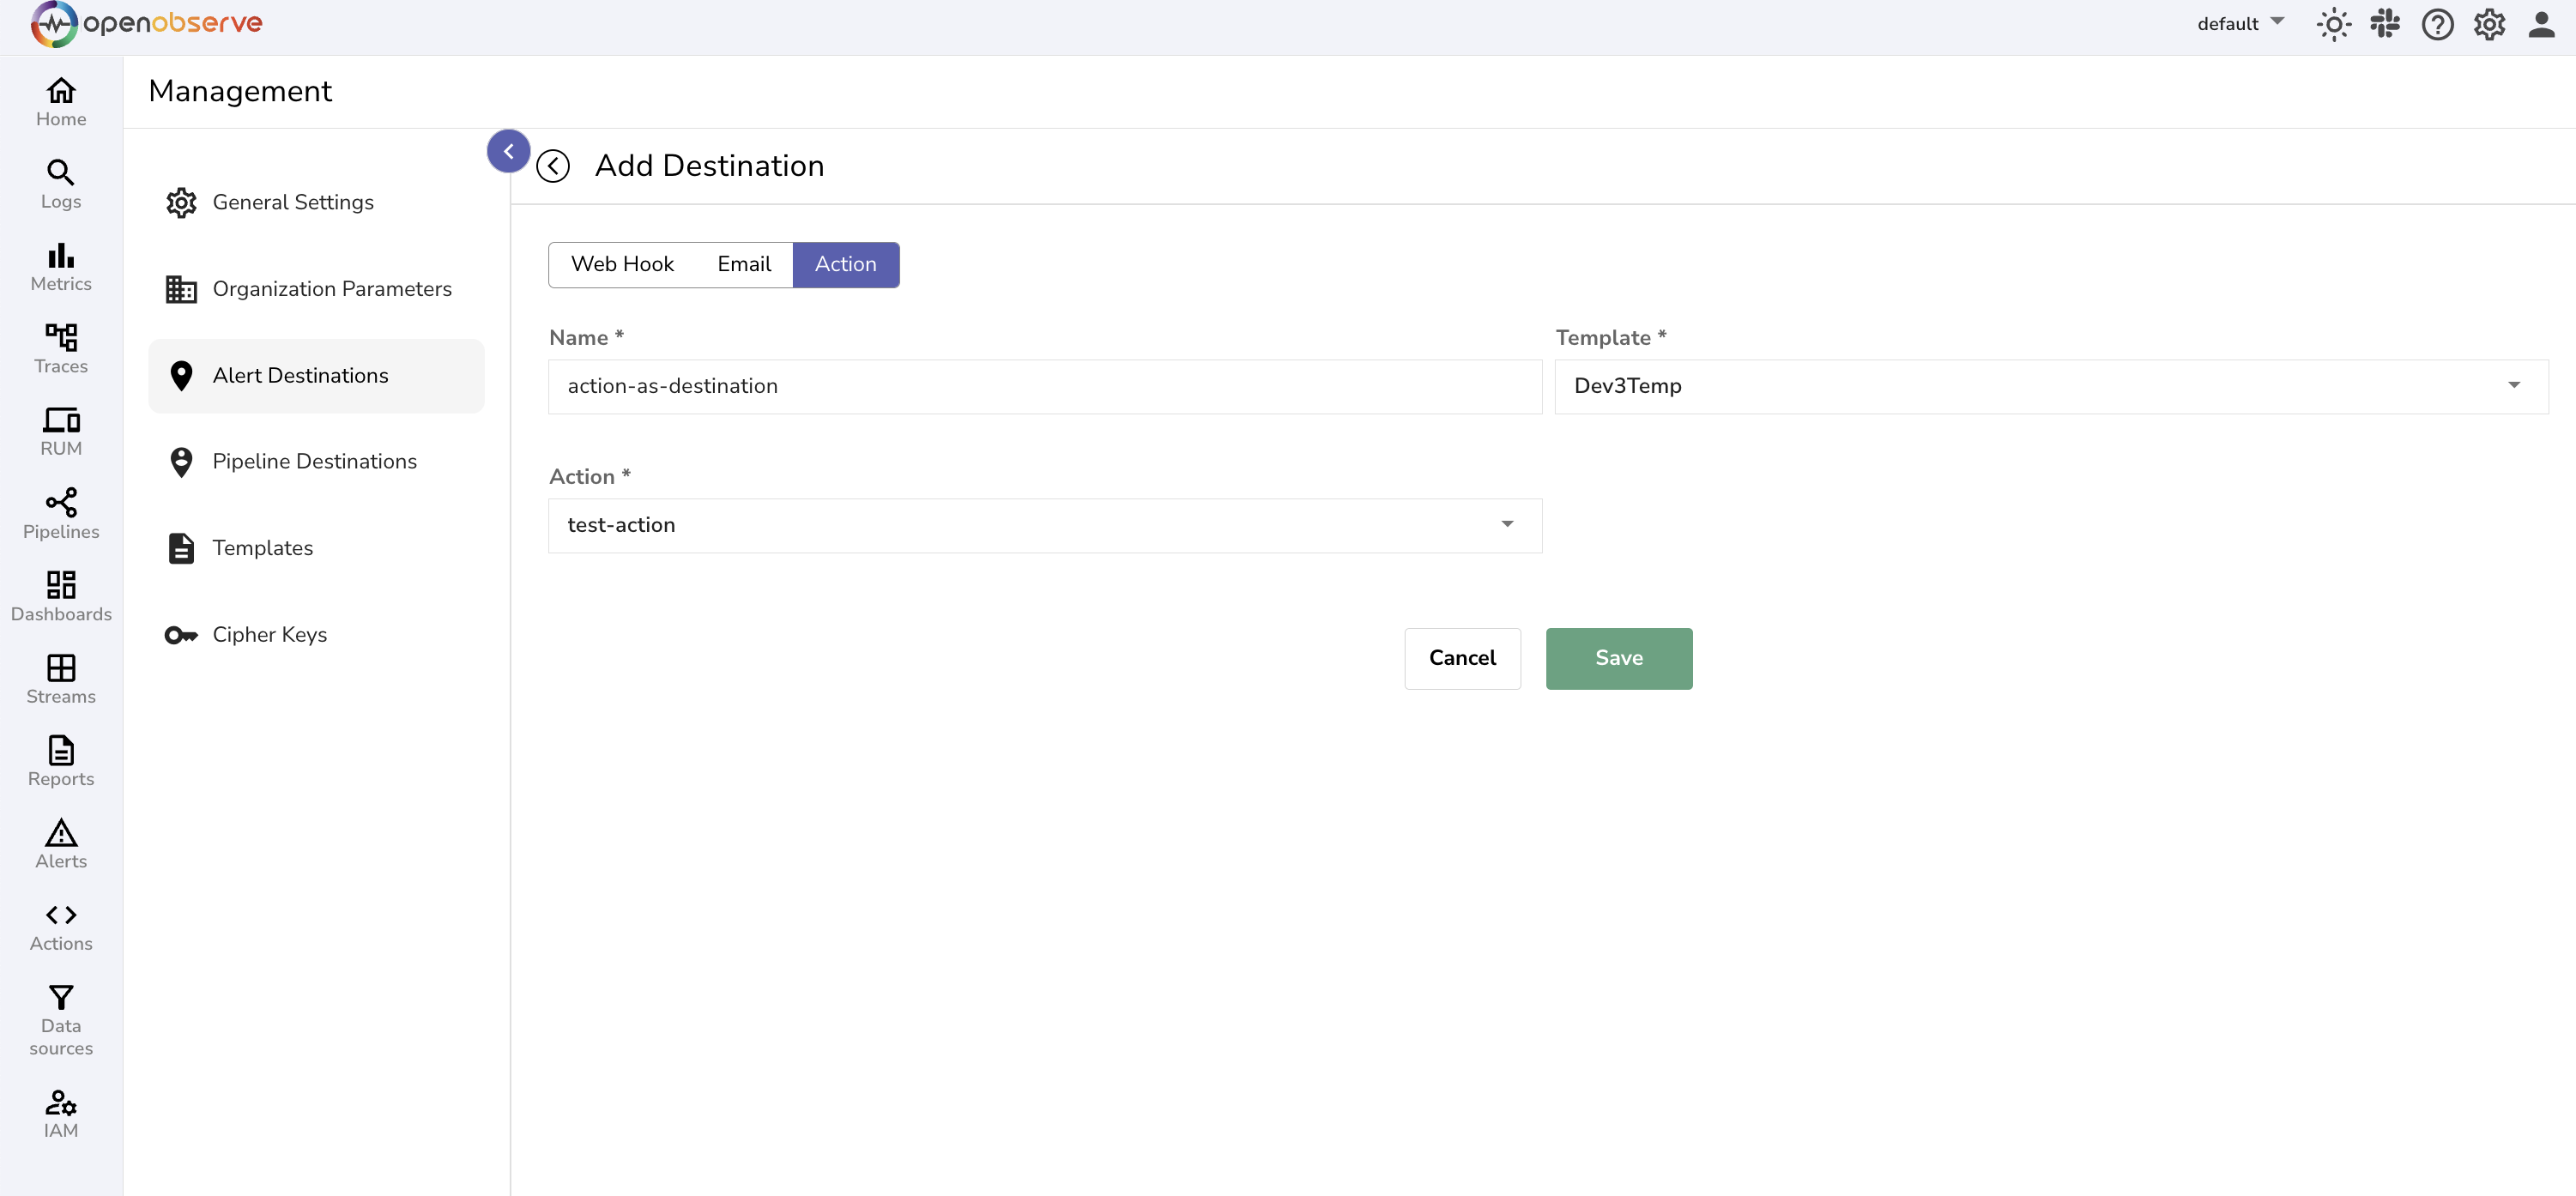 openobserve
default
Management
Home
Logs
Metrics
Traces
RUM
Pipelines
Dashboards
Streams
Reports
Alerts
Actions
Data
sources
IAM
General Settings
Organization Parameters
Alert Destinations
Pipeline Destinations
Templates
Cipher Keys
Add Destination
Web Hook Email Action
Name * Template *
action-as-destination Dev3Temp
Action *
test-action
Cancel Save